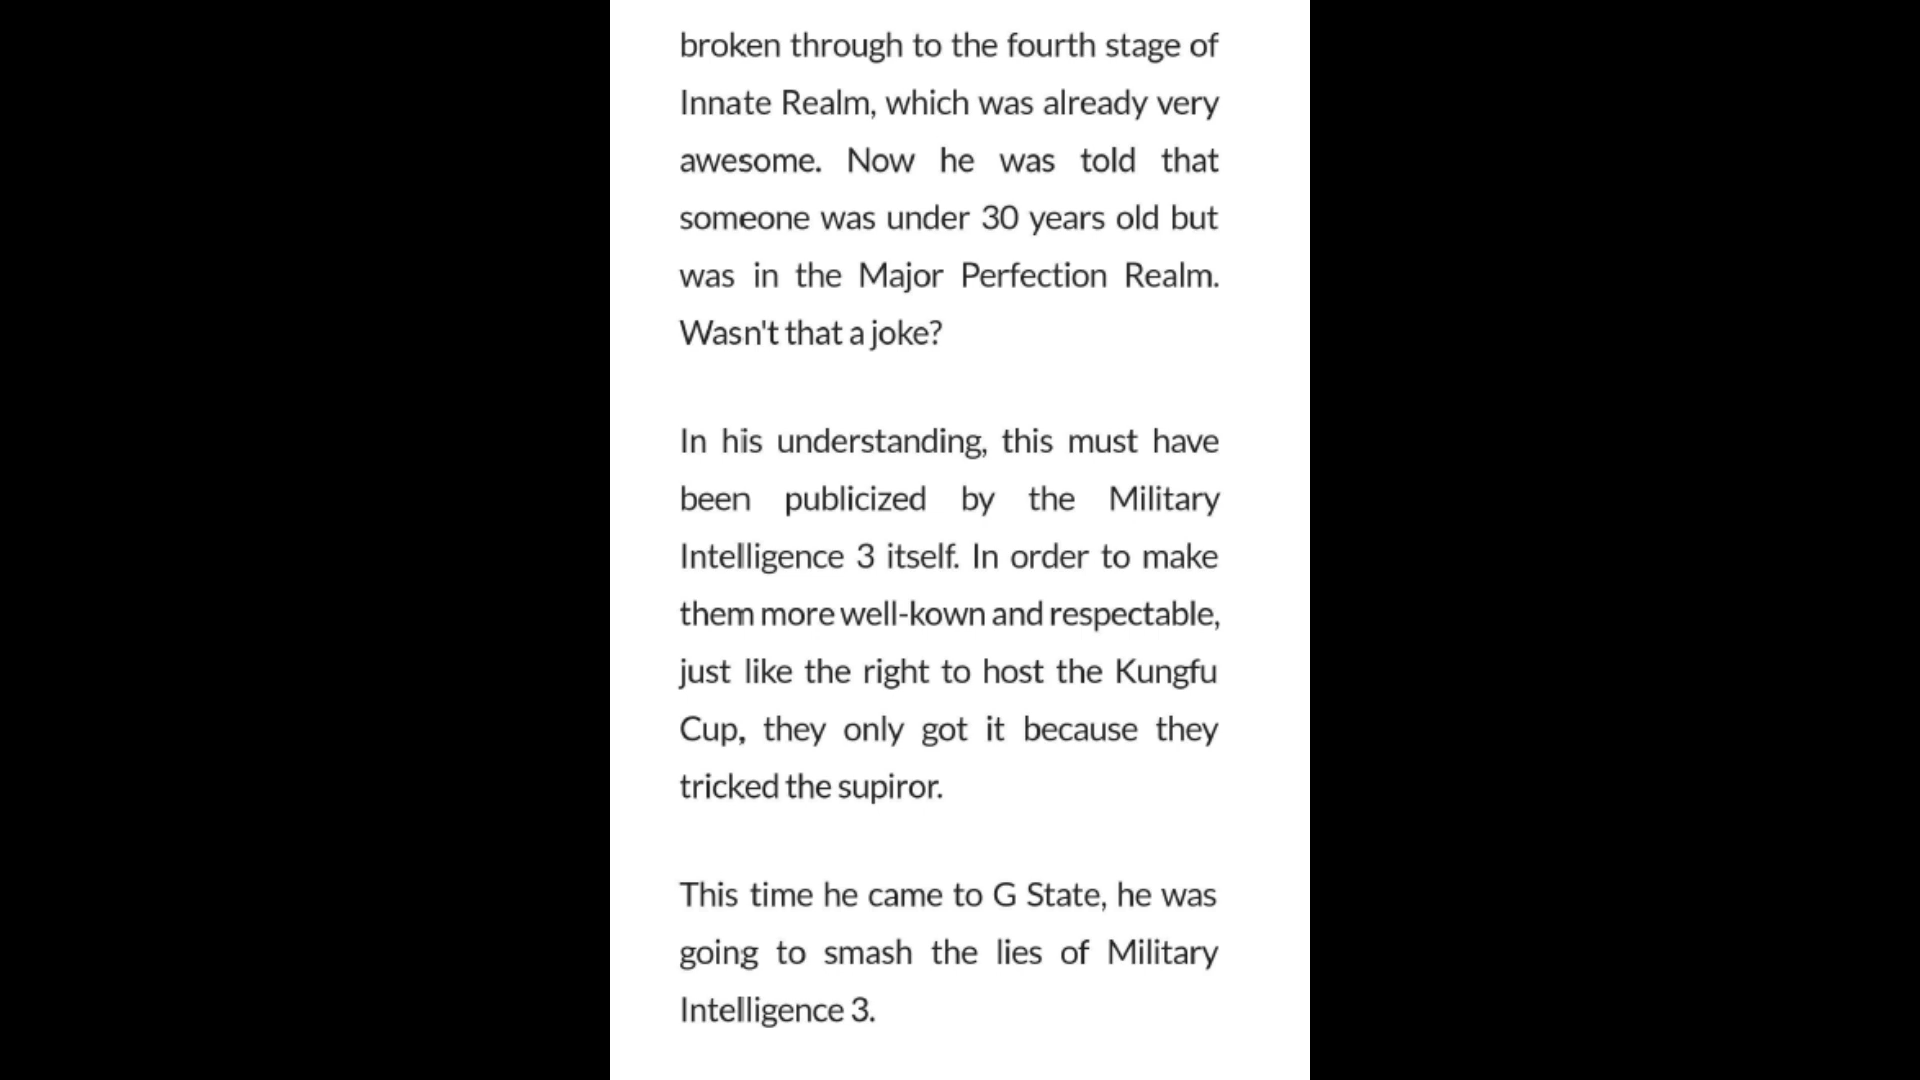 broken through to the fourth stage of
Innate Realm, which was already very
awesome. Now he was told that
someone was under 30 years old but
was in the Major Perfection Realm.
Wasn't that a joke?
In his understanding, this must have
been publicized by the Military
Intelligence 3 itself. In order to make
them more well-kown and respectable,
just like the right to host the Kungfu
Cup, they only got it because they
tricked the supiror.
This time he came to G State, he was
going to smash the lies of Military
Intelligence 3.